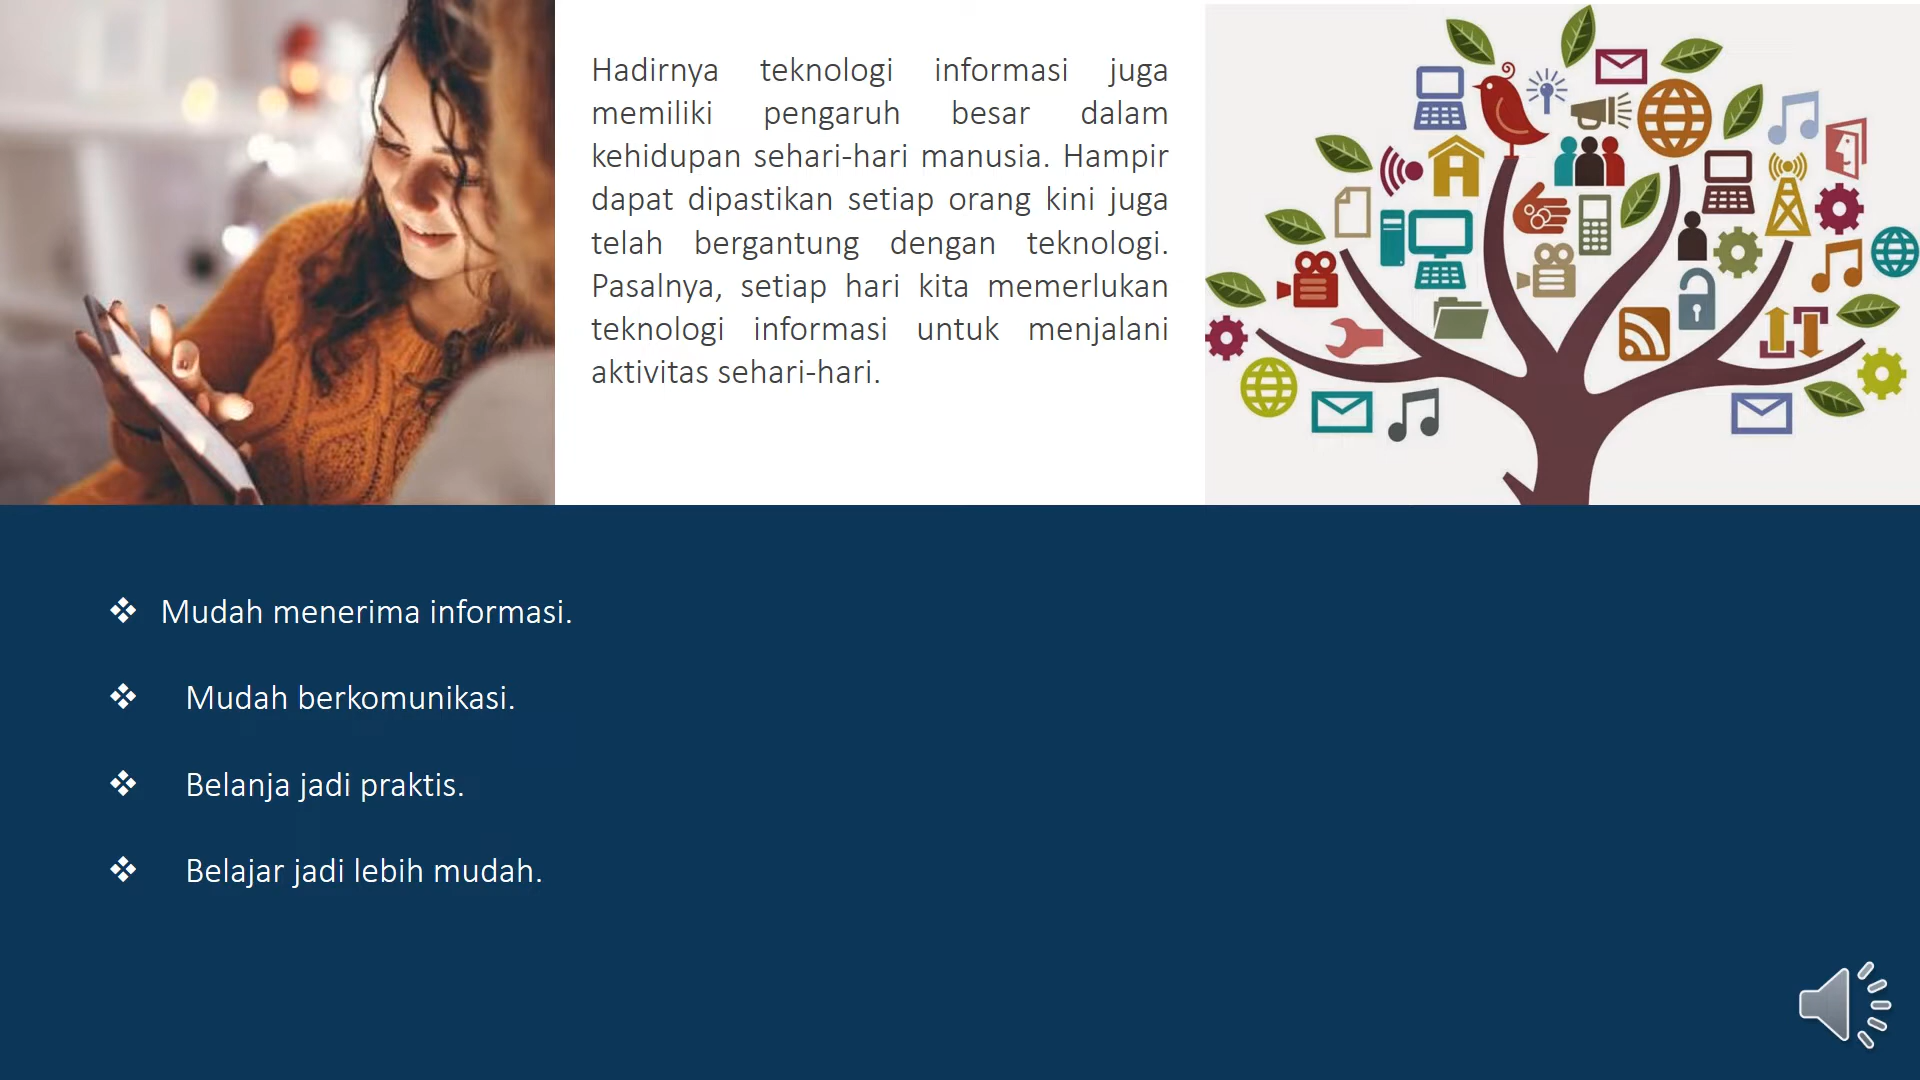 Hadirnya teknologi informasi juga
memiliki pengaruh besar dalam
kehidupan sehari-hari manusia. Hampir
dapat dipastikan setiap orang kini juga
telah bergantung dengan teknologi.
Pasalnya, setiap hari kita memerlukan
teknologi informasi untuk menjalani
aktivitas sehari-hari.
❖ Mudah menerima informasi.
❖ Mudah berkomunikasi.
❖ Belanja jadi praktis.
❖ Belajar jadi lebih mudah.